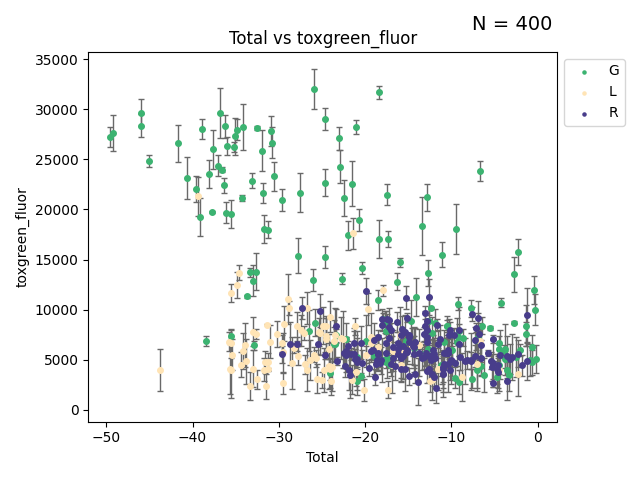 N = 400
Total vs toxgreen_fluor
35000
30000
25000
20000
15000
10000
5000
0
toxgreen_fluor
−50
−40
−30
−20
−10
0
Total
G
L
R